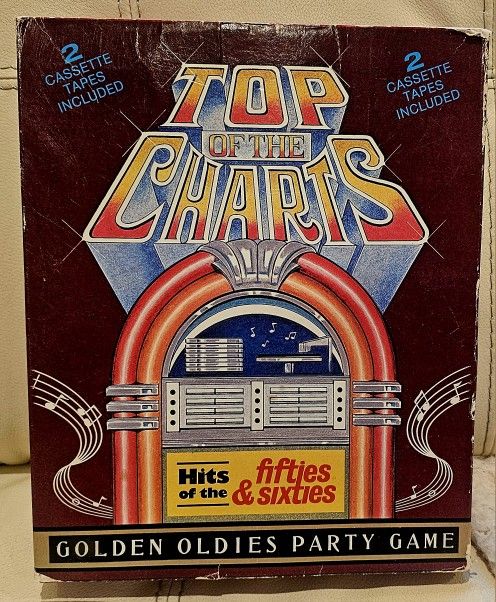 2
CASSETTE
TAPES
INCLUDED
2
CASSETTE
TAPES
INCLUDED
TOP
OF THE
CHARTS
Hits
of the
fifties
& sixties
GOLDEN OLDIES PARTY GAME